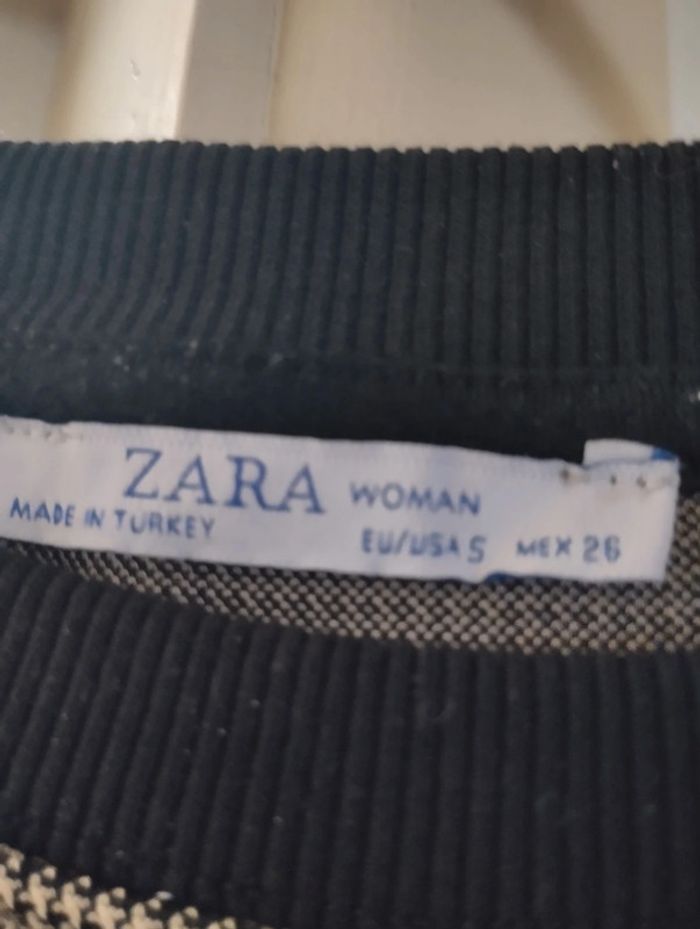 ZARA WOMAN
MADE IN TURKEY
EU/USA S MEX 26